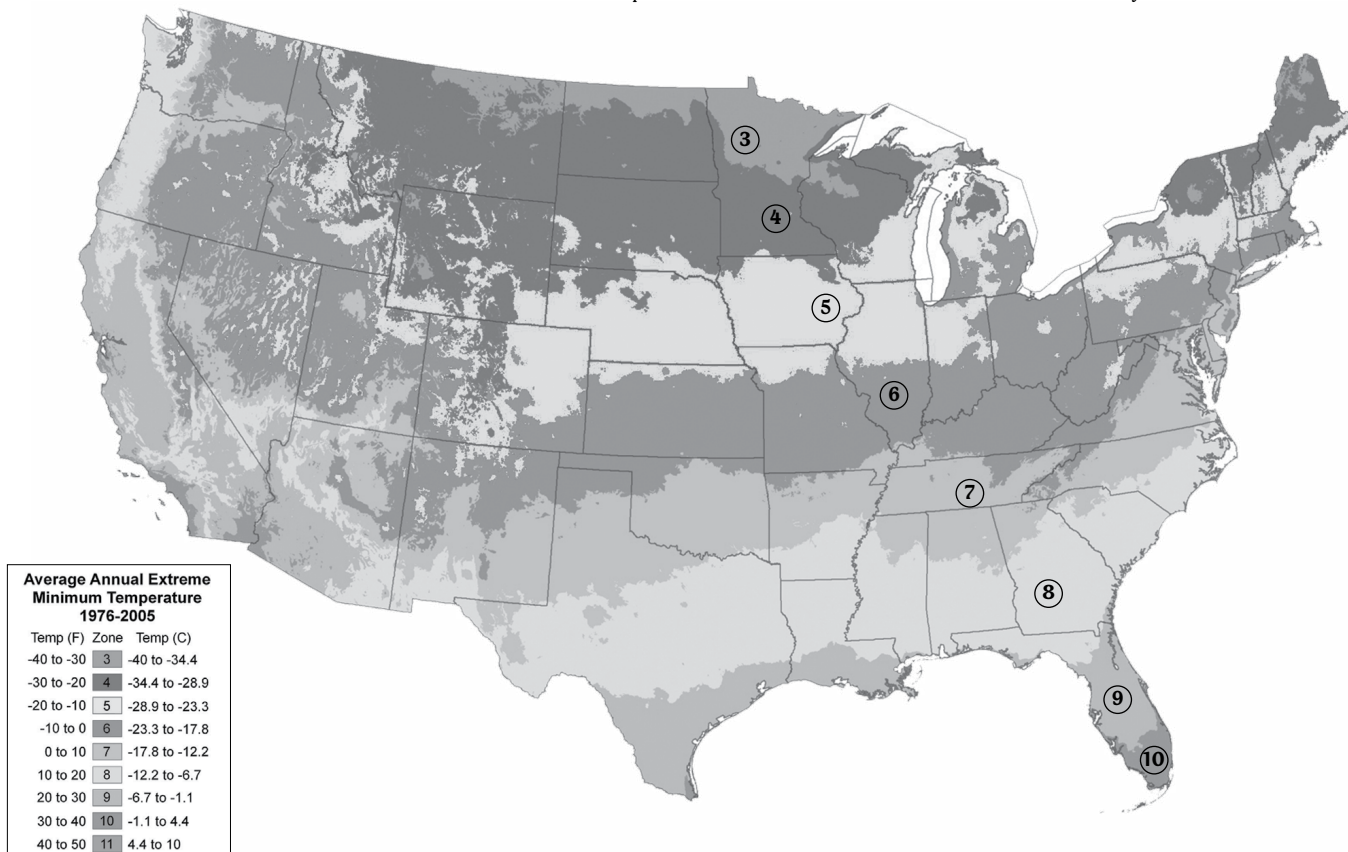 3
4
5
6
7
8
9
10
Average Annual Extreme
Minimum Temperature
1976-2005
Temp (F) Zone Temp (C)
-40 to -30 3 -40 to -34.4
-30 to -20 4 -34.4 to -28.9
-20 to -10 5 -28.9 to -23.3
-10 to 0 6 -23.3 to -17.8
0 to 10 7 -17.8 to -12.2
10 to 20 8 -12.2 to -6.7
20 to 30 9 -6.7 to -1.1
30 to 40 10 -1.1 to 4.4
40 to 50 11 4.4 to 10